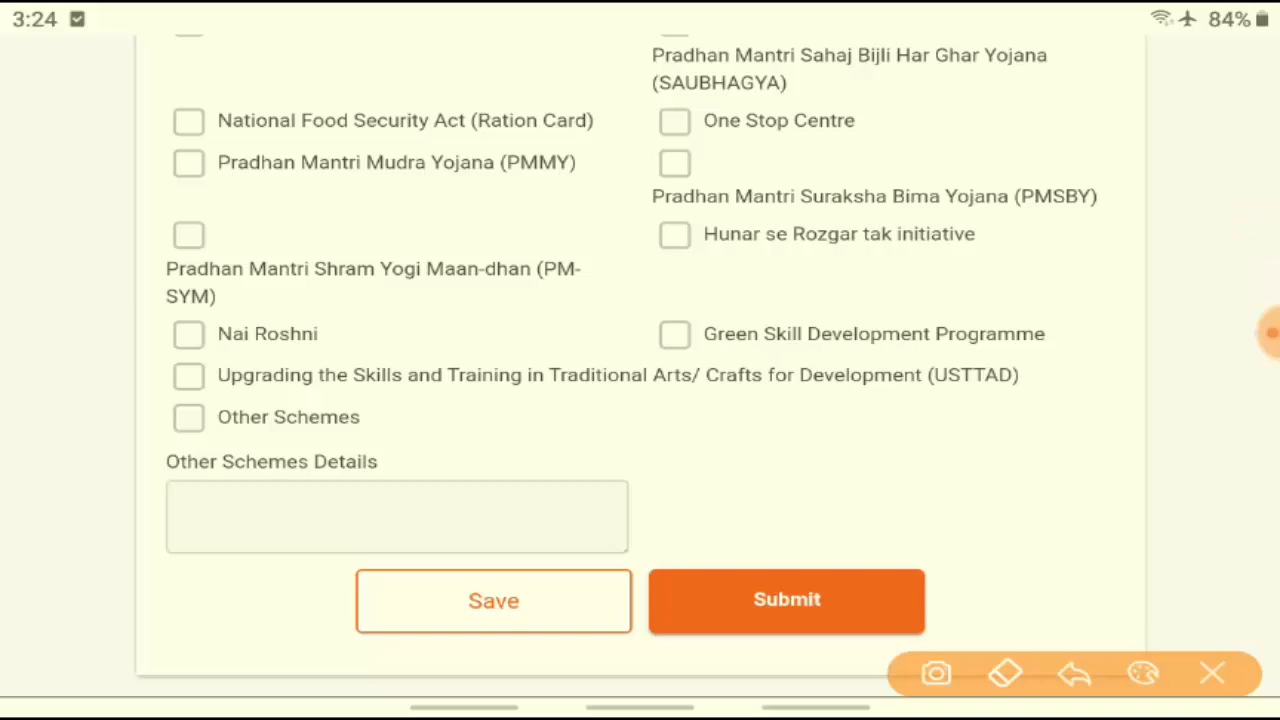 3:24
84%
Pradhan Mantri Sahaj Bijli Har Ghar Yojana
(SAUBHAGYA)
National Food Security Act (Ration Card)
One Stop Centre
Pradhan Mantri Mudra Yojana (PMMY)
Pradhan Mantri Suraksha Bima Yojana (PMSBY)
Hunar se Rozgar tak initiative
Pradhan Mantri Shram Yogi Maan-dhan (PM-
SYM)
Nai Roshni
Green Skill Development Programme
Upgrading the Skills and Training in Traditional Arts/ Crafts for Development (USTTAD)
Other Schemes
Other Schemes Details
Save
Submit